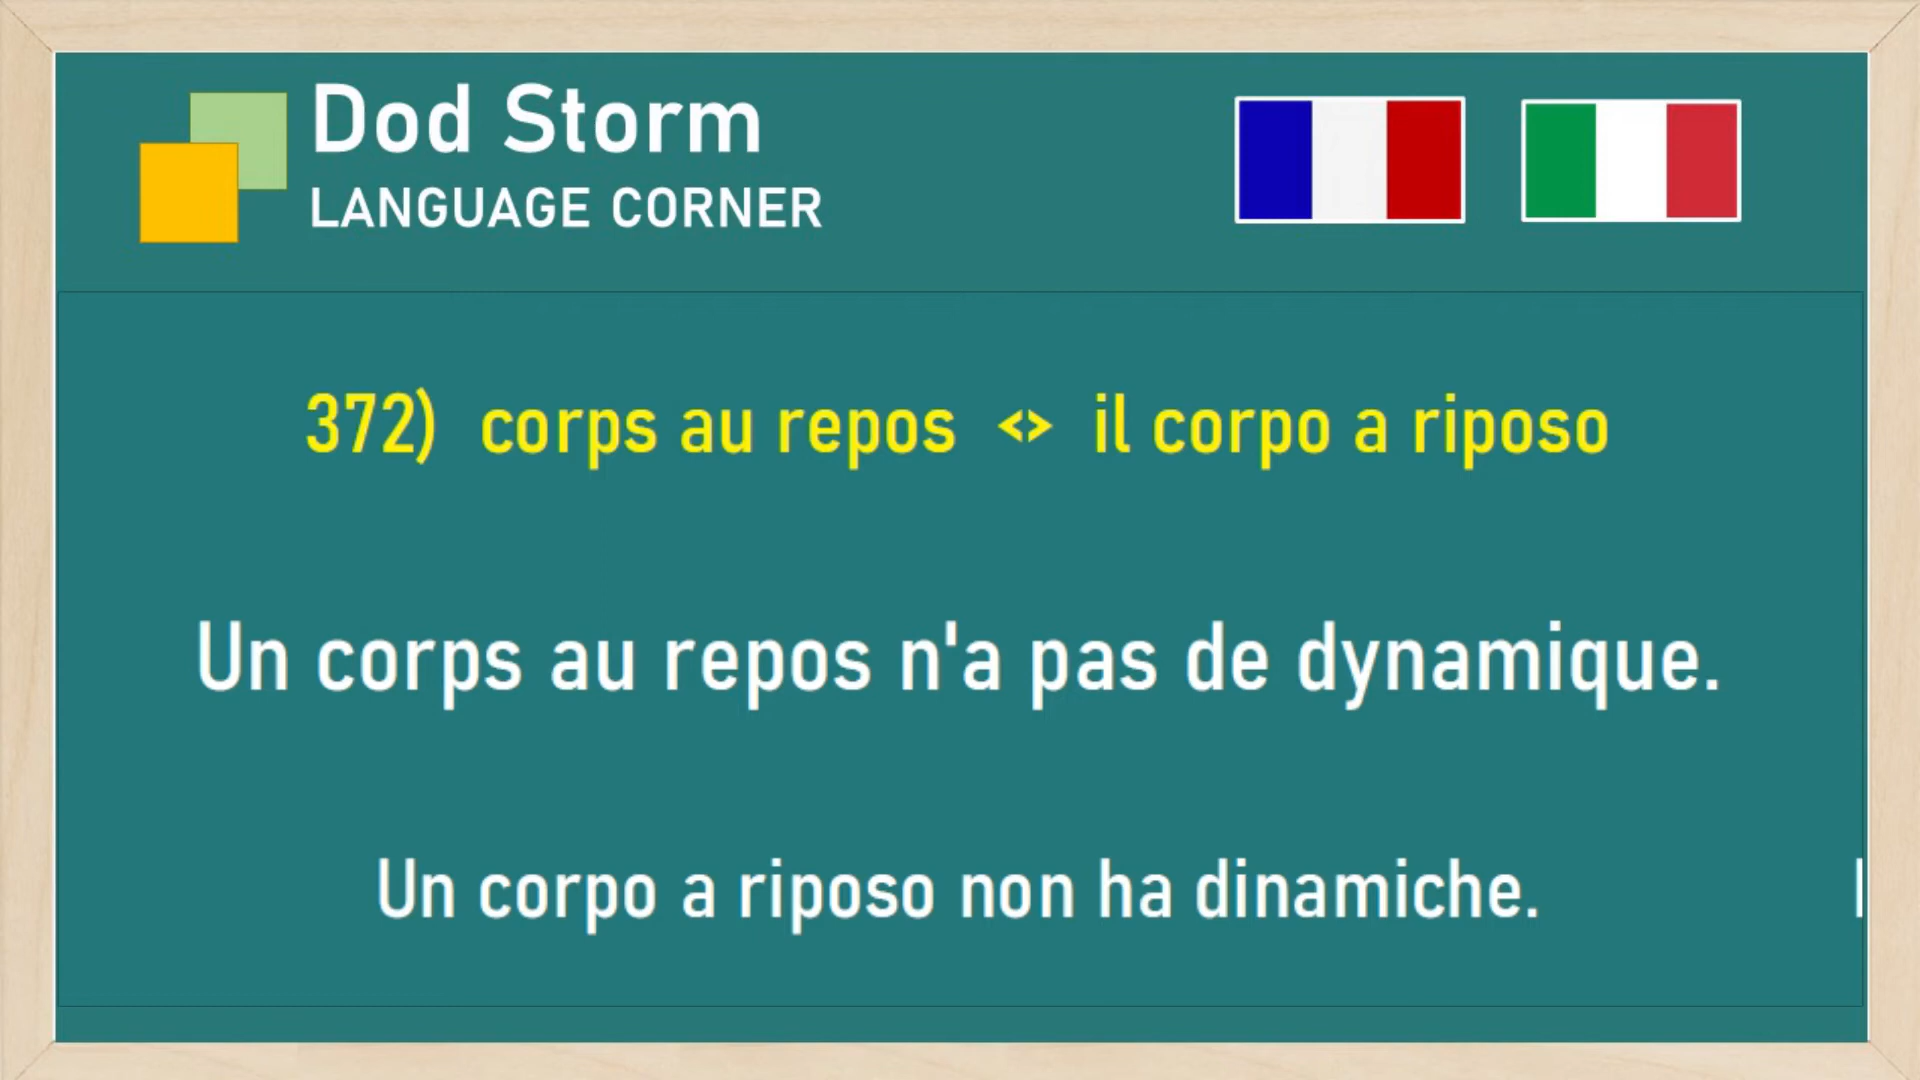 Dod Storm
LANGUAGE CORNER
372) corps au repos <> il corpo a riposo
Un corps au repos n'a pas de dynamique.
Un corpo a riposo non ha dinamiche.